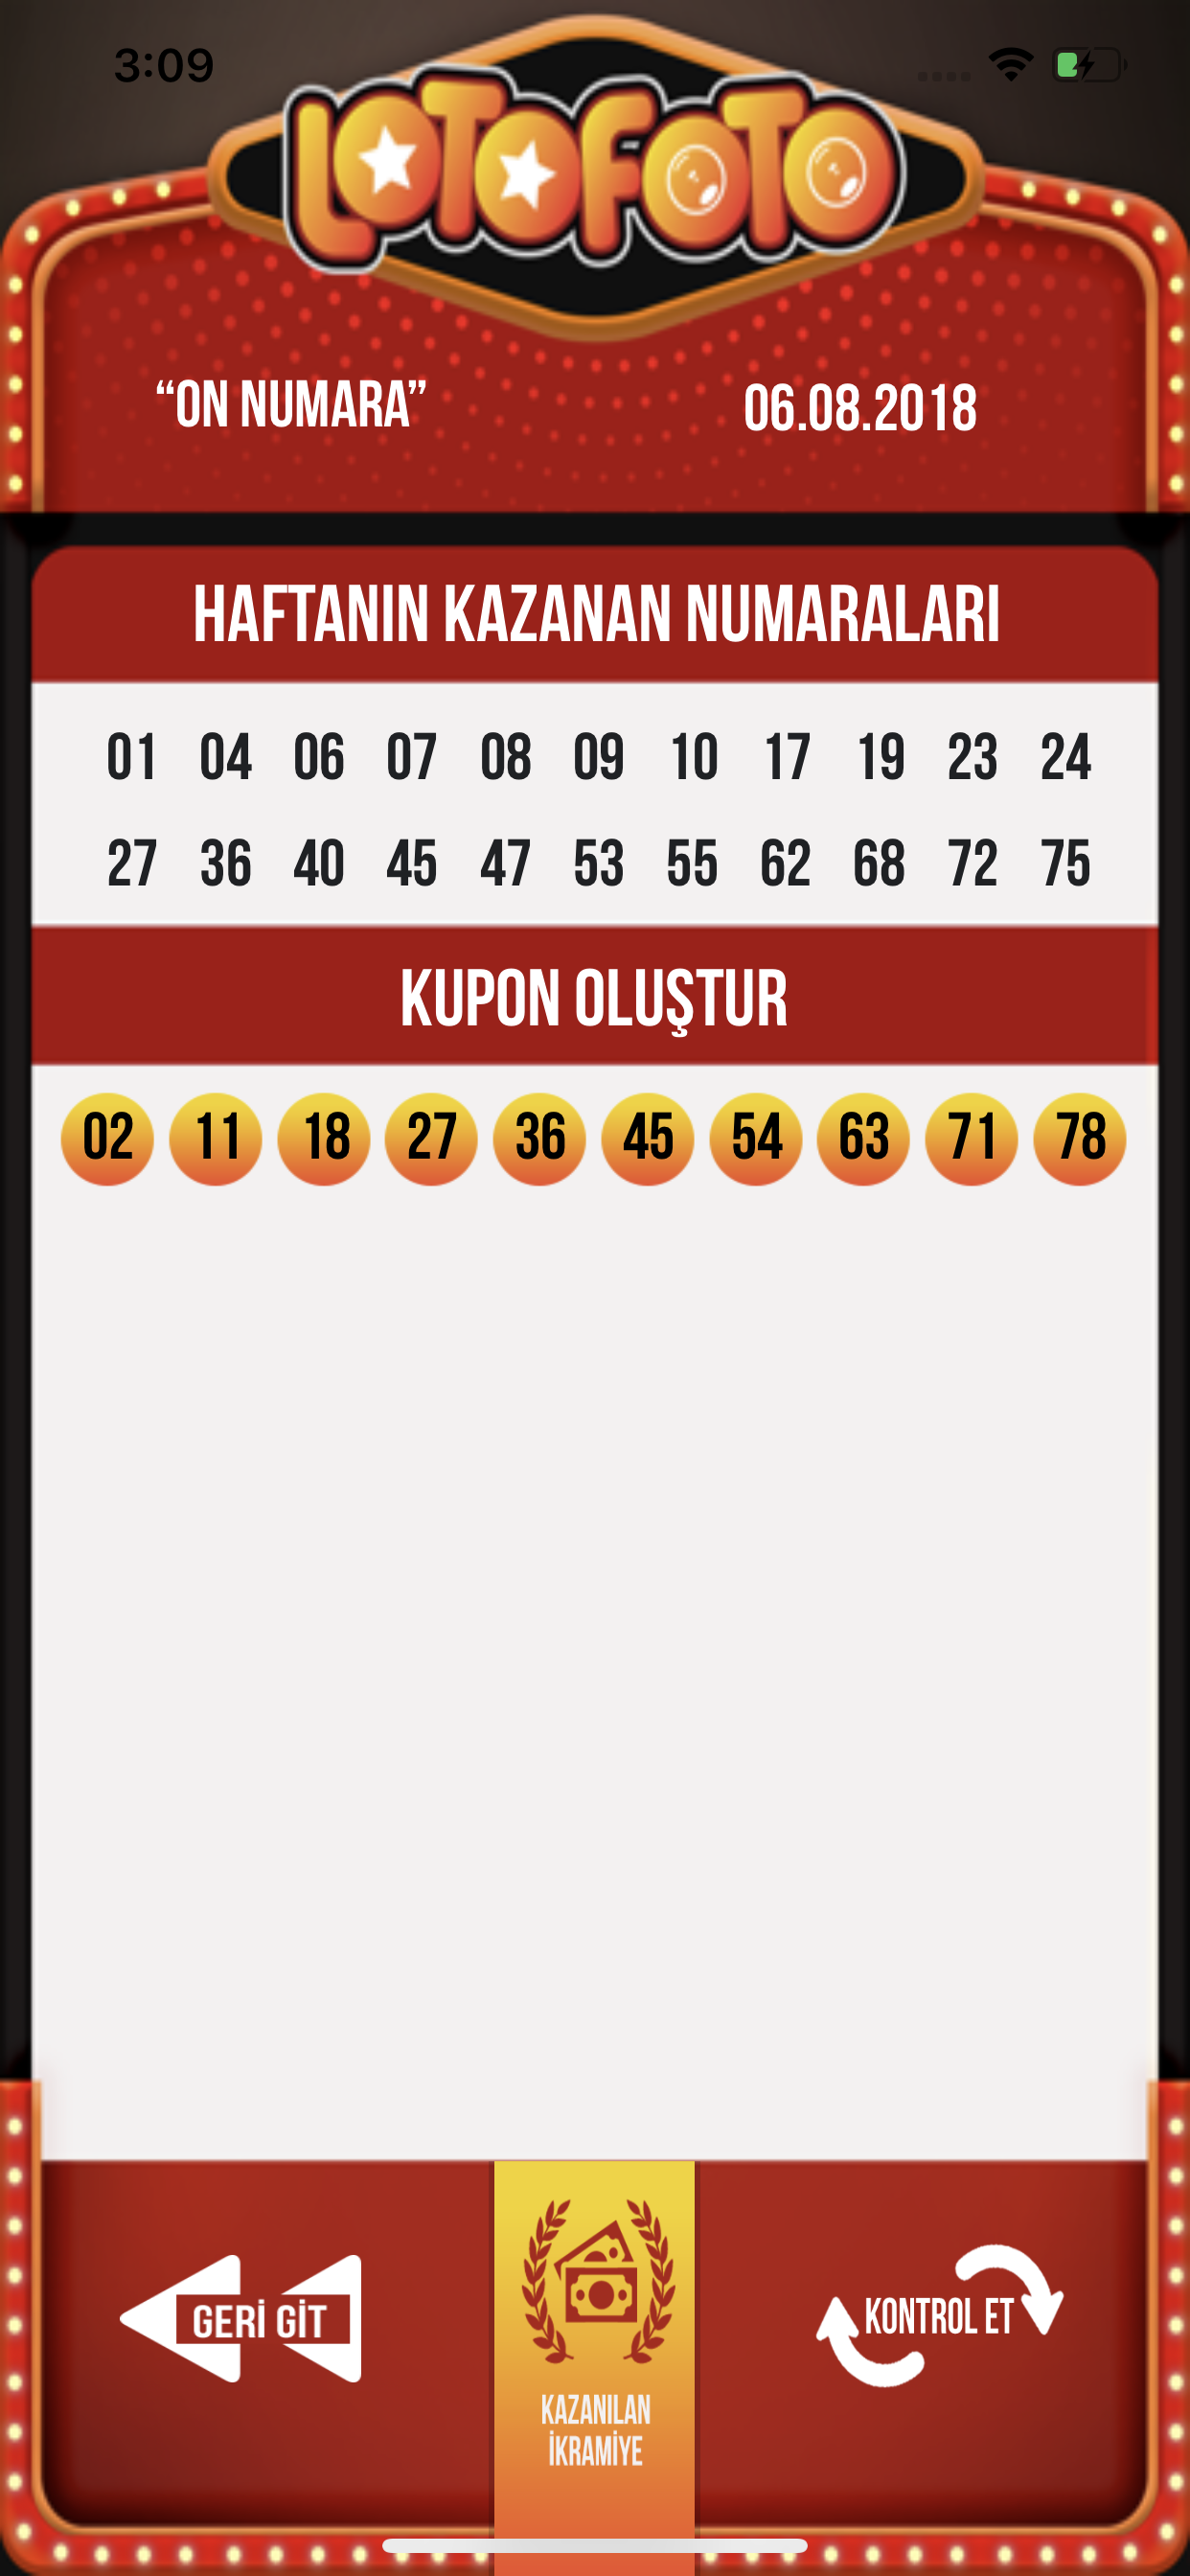 3:09
LOTOFOTO
“ON NUMARA” 06.08.2018
HAFTANIN KAZANAN NUMARALARI
01 04 06 07 08 09 10 17 19 23 24
27 36 40 45 47 53 55 62 68 72 75
KUPON OLUŞTUR
02 11 18 27 36 45 54 63 71 78
GERİ GİT
KAZANILAN
İKRAMİYE
KONTROL ET